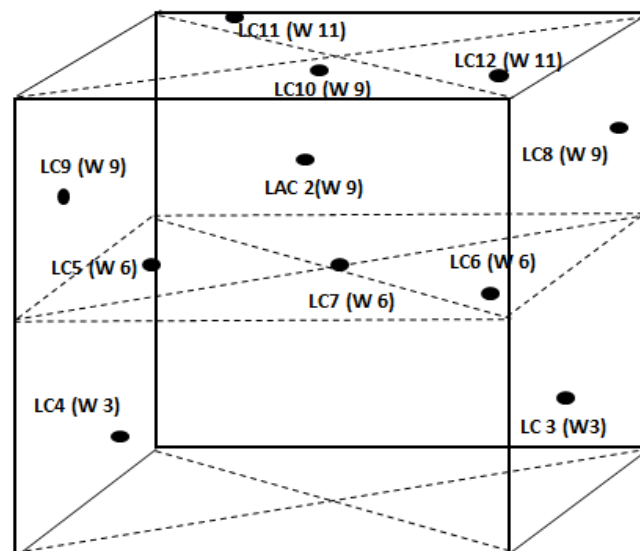 LC11 (W 11)
LC12 (W 11)
LC10 (W 9)
LC8 (W 9)
LC9 (W 9)
LAC 2(W 9)
LC5 (W 6)
LC6 (W 6)
LC7 (W 6)
LC4 (W 3)
LC 3 (W3)